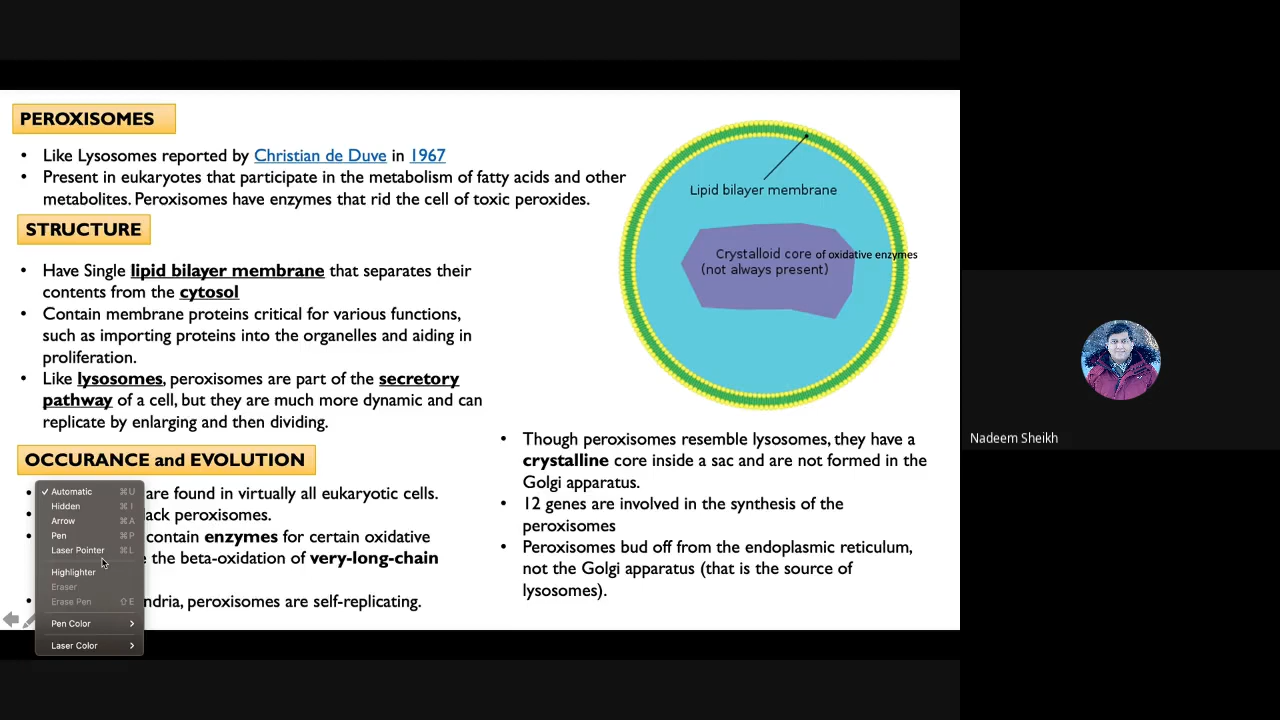 PEROXISOMES
• Like Lysosomes reported by Christian de Duve in 1967
• Present in eukaryotes that participate in the metabolism of fatty acids and other
metabolites. Peroxisomes have enzymes that rid the cell of toxic peroxides.
STRUCTURE
• Have Single lipid bilayer membrane that separates their
contents from the cytosol
• Contain membrane proteins critical for various functions,
such as importing proteins into the organelles and aiding in
proliferation.
• Like lysosomes, peroxisomes are part of the secretory
pathway of a cell, but they are much more dynamic and can
replicate by enlarging and then dividing.
OCCURANCE and EVOLUTION
• are found in virtually all eukaryotic cells.
• lack peroxisomes.
• contain enzymes for certain oxidative
the beta-oxidation of very-long-chain
• peroxisomes are self-replicating.
✓ Automatic ⌘U
Hidden ⌘I
Arrow ⌘A
Pen ⌘P
Laser Pointer ⌘L
Highlighter
Eraser
Erase Pen ⇧E
Pen Color >
Laser Color >
Lipid bilayer membrane
Crystalloid core of oxidative enzymes
(not always present)
• Though peroxisomes resemble lysosomes, they have a
crystalline core inside a sac and are not formed in the
Golgi apparatus.
• 12 genes are involved in the synthesis of the
peroxisomes
• Peroxisomes bud off from the endoplasmic reticulum,
not the Golgi apparatus (that is the source of
lysosomes).
Nadeem Sheikh